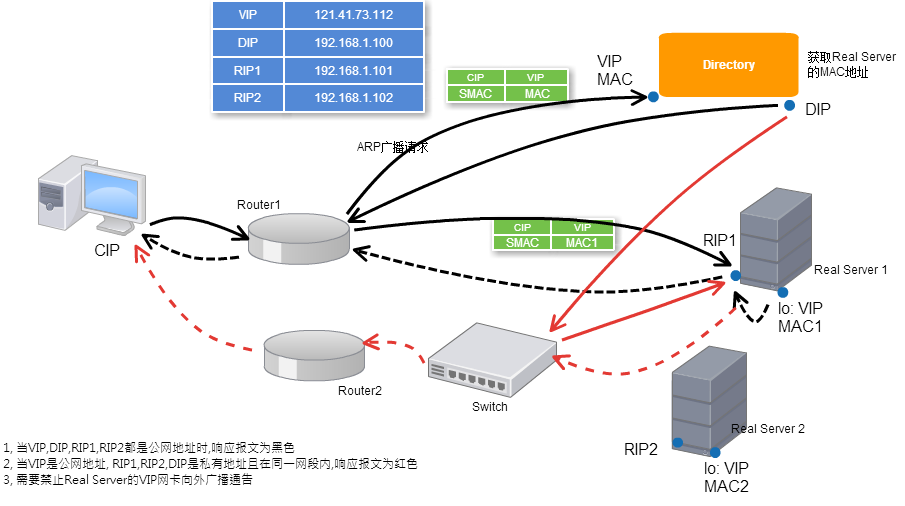 VIP 121.41.73.112
DIP 192.168.1.100
RIP1 192.168.1.101
RIP2 192.168.1.102
VIP
MAC
Directory
获取Real Server
的MAC地址
CIP VIP
SMAC MAC
DIP
ARP广播请求
Router1
CIP
CIP VIP
SMAC MAC1
RIP1
Real Server 1
lo: VIP
MAC1
Router2
Switch
Real Server 2
RIP2
lo: VIP
MAC2
1, 当VIP,DIP,RIP1,RIP2都是公网地址时,响应报文为黑色
2, 当VIP是公网地址, RIP1,RIP2,DIP是私有地址且在同一网段内,响应报文为红色
3, 需要禁止Real Server的VIP网卡向外广播通告